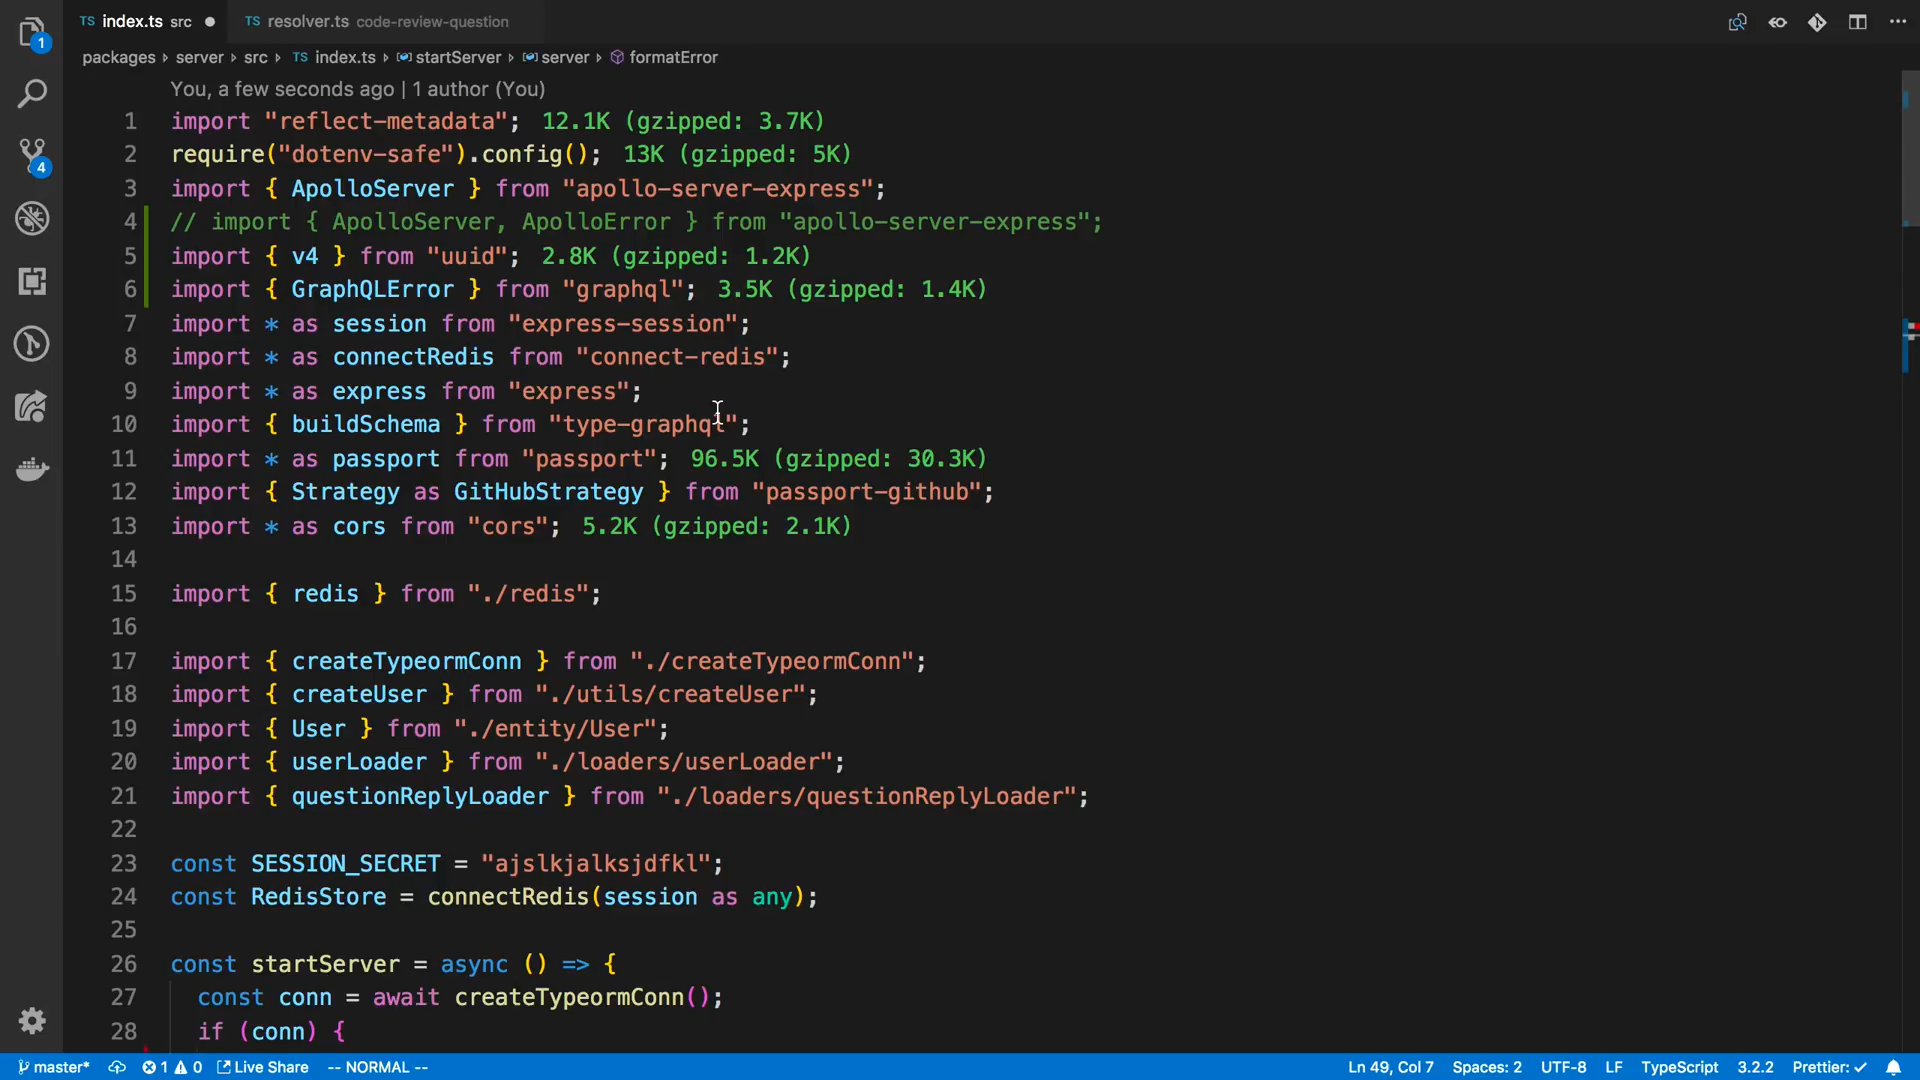 TS index.ts src ● TS resolver.ts code-review-question
packages › server › src › TS index.ts › startServer › server › formatError
You, a few seconds ago | 1 author (You)
1 import "reflect-metadata"; 12.1K (gzipped: 3.7K)
2 require("dotenv-safe").config(); 13K (gzipped: 5K)
3 import { ApolloServer } from "apollo-server-express";
4 // import { ApolloServer, ApolloError } from "apollo-server-express";
5 import { v4 } from "uuid"; 2.8K (gzipped: 1.2K)
6 import { GraphQLError } from "graphql"; 3.5K (gzipped: 1.4K)
7 import * as session from "express-session";
8 import * as connectRedis from "connect-redis";
9 import * as express from "express";
10 import { buildSchema } from "type-graphql";
11 import * as passport from "passport"; 96.5K (gzipped: 30.3K)
12 import { Strategy as GitHubStrategy } from "passport-github";
13 import * as cors from "cors"; 5.2K (gzipped: 2.1K)
14
15 import { redis } from "./redis";
16
17 import { createTypeormConn } from "./createTypeormConn";
18 import { createUser } from "./utils/createUser";
19 import { User } from "./entity/User";
20 import { userLoader } from "./loaders/userLoader";
21 import { questionReplyLoader } from "./loaders/questionReplyLoader";
22
23 const SESSION_SECRET = "ajslkjalksjdfkl";
24 const RedisStore = connectRedis(session as any);
25
26 const startServer = async () => {
27 const conn = await createTypeormConn();
28 if (conn) {
1
4
master* 1 0 Live Share -- NORMAL -- Ln 49, Col 7 Spaces: 2 UTF-8 LF TypeScript 3.2.2 Prettier: ✓